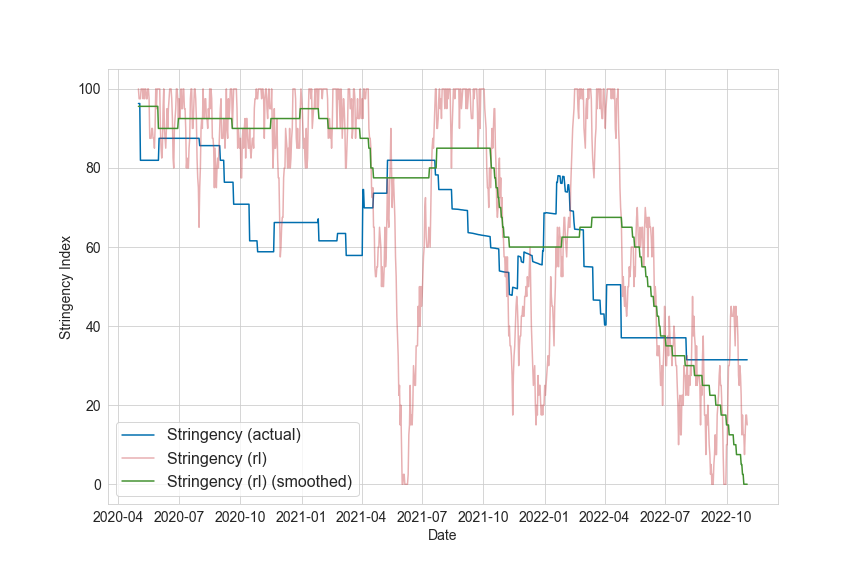 100
80
60
40
20
0
Stringency Index
Stringency (actual)
Stringency (rl)
Stringency (rl) (smoothed)
2020-04 2020-07 2020-10 2021-01 2021-04 2021-07 2021-10 2022-01 2022-04 2022-07 2022-10
Date